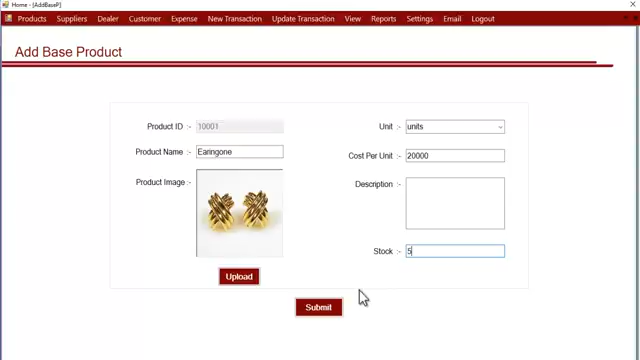 Home - [AddBaseP]
Products Suppliers Dealer Customer Expense New Transaction Update Transaction View Reports Settings Email Logout
Add Base Product
Product ID :- 10001
Unit :- units
Product Name :- Earingone
Cost Per Unit :- 20000
Product Image :-
Description :-
Stock :- 5
Upload
Submit